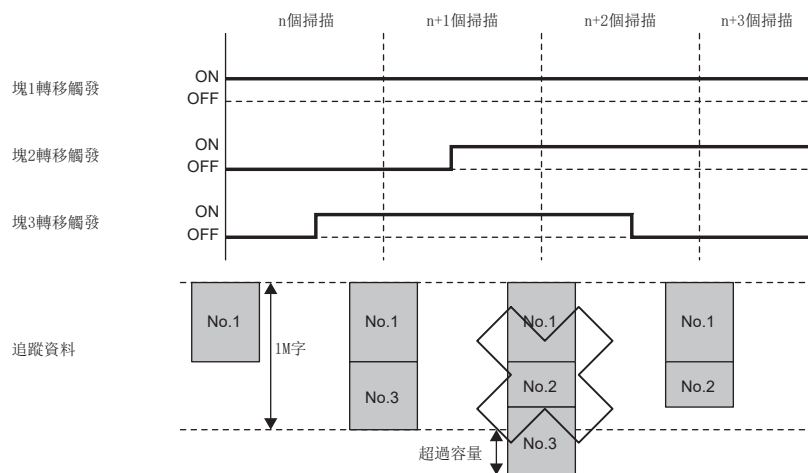 n個掃描 n+1個掃描 n+2個掃描 n+3個掃描
塊1轉移觸發 ON
OFF
塊2轉移觸發 ON
OFF
塊3轉移觸發 ON
OFF
追蹤資料
No.1
1M字
No.1
No.3
No.1
No.2
No.3
超過容量
No.1
No.2